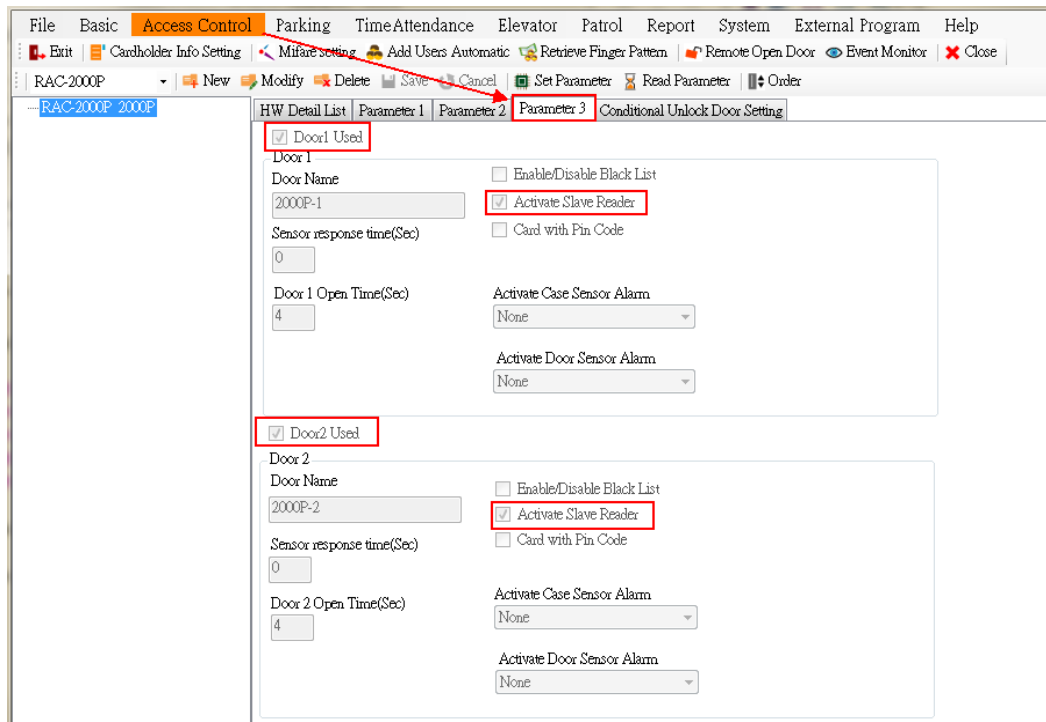 File Basic Access Control Parking TimeAttendance Elevator Patrol Report System External Program Help
Exit Cardholder Info Setting Mifare setting Add Users Automatic Retrieve Finger Pattern Remote Open Door Event Monitor Close
RAC-2000P New Modify Delete Save Cancel Set Parameter Read Parameter Order
RAC-2000P 2000P
HW Detail List Parameter 1 Parameter 2 Parameter 3 Conditional Unlock Door Setting
Door1 Used
Door 1
Door Name
Enable/Disable Black List
2000P-1
Activate Slave Reader
Sensor response time(Sec)
Card with Pin Code
0
Door 1 Open Time(Sec)
Activate Case Sensor Alarm
4
None
Activate Door Sensor Alarm
None
Door2 Used
Door 2
Door Name
Enable/Disable Black List
2000P-2
Activate Slave Reader
Sensor response time(Sec)
Card with Pin Code
0
Door 2 Open Time(Sec)
Activate Case Sensor Alarm
4
None
Activate Door Sensor Alarm
None